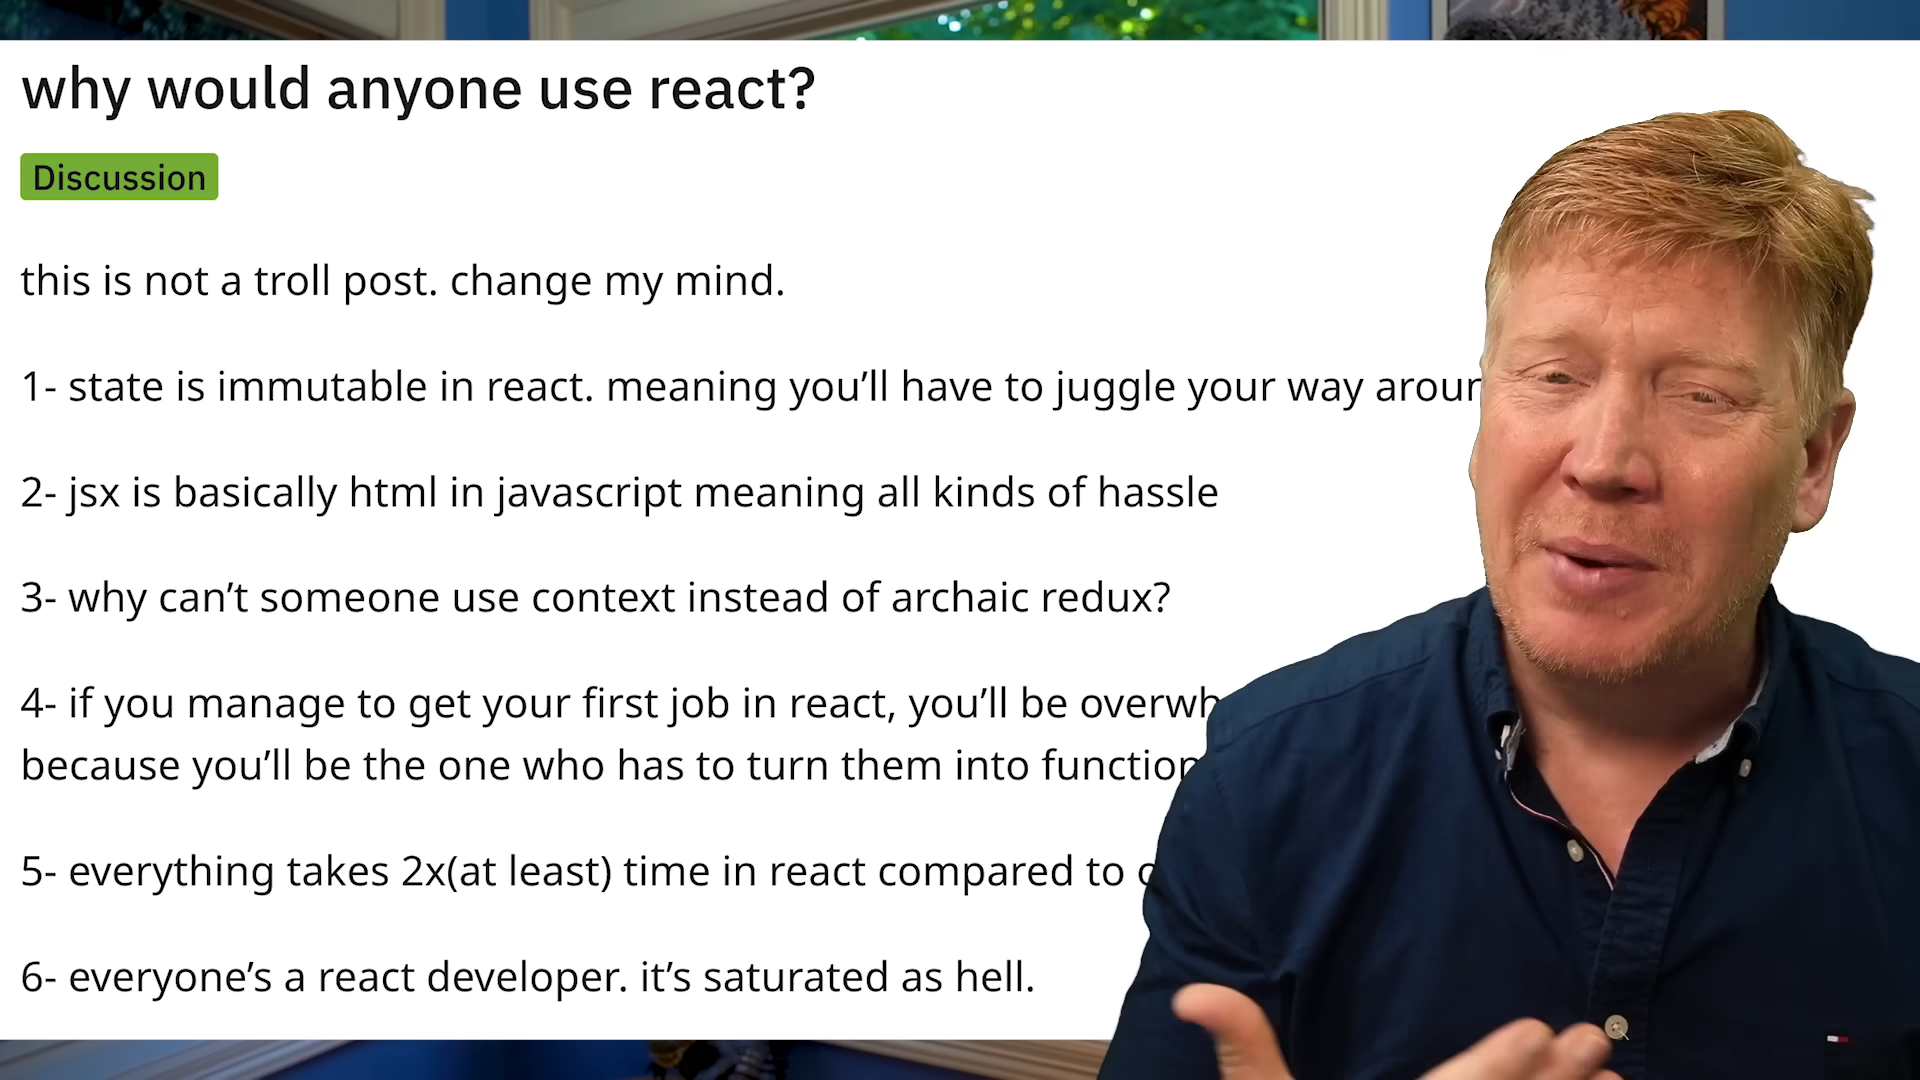 why would anyone use react?
Discussion
this is not a troll post. change my mind.
1- state is immutable in react. meaning you’ll have to juggle your way
2- jsx is basically html in javascript meaning all kinds of hassle
3- why can’t someone use context instead of archaic redux?
4- if you manage to get your first job in react, you’ll be
because you’ll be the one who has to turn them into
5- everything takes 2x(at least) time in react compared to
6- everyone’s a react developer. it’s saturated as hell.